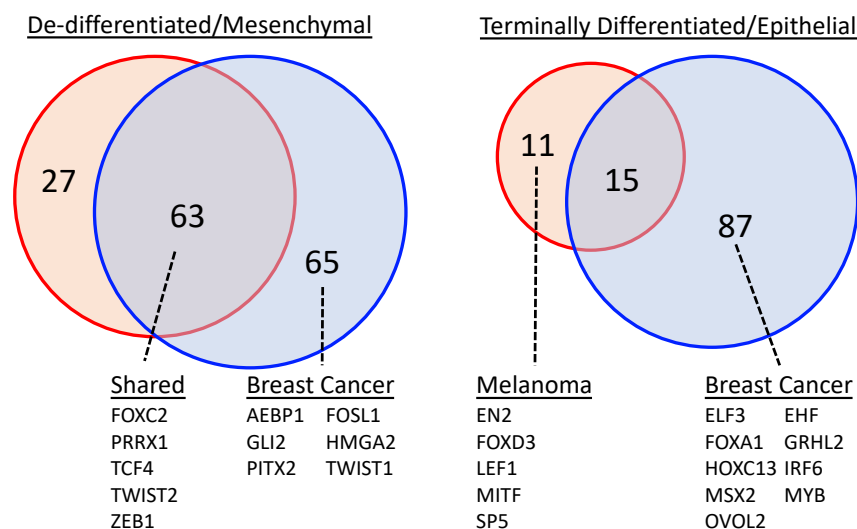 De-differentiated/Mesenchymal
27
63
65
Shared
FOXC2
PRRX1
TCF4
TWIST2
ZEB1
Breast Cancer
AEBP1 FOSL1
GLI2 HMGA2
PITX2 TWIST1
Terminally Differentiated/Epithelial
11
15
87
Melanoma
EN2
FOXD3
LEF1
MITF
SP5
Breast Cancer
ELF3 EHF
FOXA1 GRHL2
HOXC13 IRF6
MSX2 MYB
OVOL2